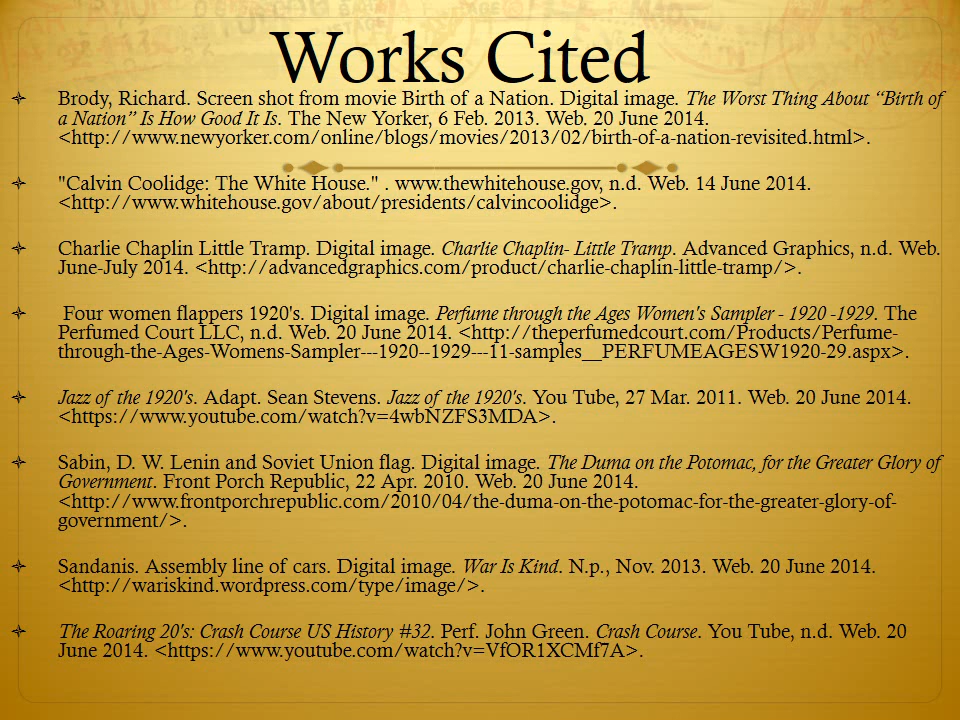 Works Cited
Brody, Richard. Screen shot from movie Birth of a Nation. Digital image. The Worst Thing About “Birth of
a Nation” Is How Good It Is. The New Yorker, 6 Feb. 2013. Web. 20 June 2014.
<http://www.newyorker.com/online/blogs/movies/2013/02/birth-of-a-nation-revisited.html>.
"Calvin Coolidge: The White House." . www.thewhitehouse.gov, n.d. Web. 14 June 2014.
<http://www.whitehouse.gov/about/presidents/calvincoolidge>.
Charlie Chaplin Little Tramp. Digital image. Charlie Chaplin- Little Tramp. Advanced Graphics, n.d. Web.
June-July 2014. <http://advancedgraphics.com/product/charlie-chaplin-little-tramp/>.
Four women flappers 1920's. Digital image. Perfume through the Ages Women's Sampler - 1920 -1929. The
Perfumed Court LLC, n.d. Web. 20 June 2014. <http://theperfumedcourt.com/Products/Perfume-
through-the-Ages-Womens-Sampler---1920--1929---11-samples__PERFUMEAGESW1920-29.aspx>.
Jazz of the 1920's. Adapt. Sean Stevens. Jazz of the 1920's. You Tube, 27 Mar. 2011. Web. 20 June 2014.
<https://www.youtube.com/watch?v=4wbNZFS3MDA>.
Sabin, D. W. Lenin and Soviet Union flag. Digital image. The Duma on the Potomac, for the Greater Glory of
Government. Front Porch Republic, 22 Apr. 2010. Web. 20 June 2014.
<http://www.frontporchrepublic.com/2010/04/the-duma-on-the-potomac-for-the-greater-glory-of-
government/>.
Sandanis. Assembly line of cars. Digital image. War Is Kind. N.p., Nov. 2013. Web. 20 June 2014.
<http://wariskind.wordpress.com/type/image/>.
The Roaring 20's: Crash Course US History #32. Perf. John Green. Crash Course. You Tube, n.d. Web. 20
June 2014. <https://www.youtube.com/watch?v=VfOR1XCMf7A>.